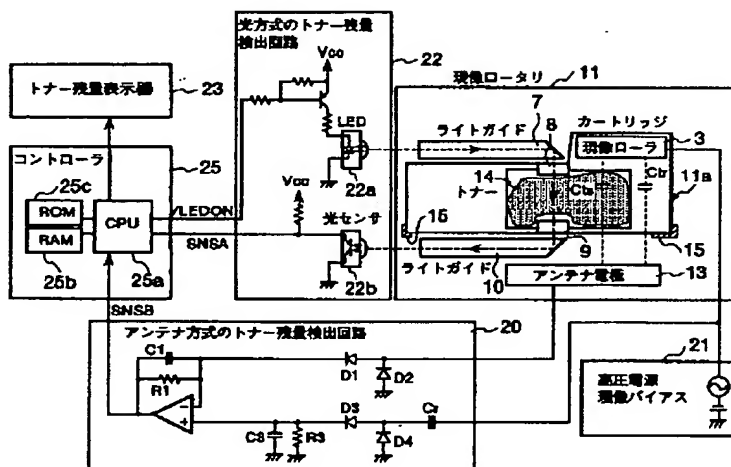 光方式のトナー残量
検出回路
22
Vcc
現像ロータリ
11
トナー残量表示器
23
LED
7
8
カートリッジ
ライトガイド
現像ローラ
3
コントローラ
25
22a
14
Cts
Ctr
25c
トナー
11a
ROM
CPU
/LEDON
Vcc
光センサ
RAM
SNSA
16
9
15
25b
25a
22b
ライトガイド
10
アンテナ電極
13
SNSB
アンテナ方式のトナー残量検出回路
20
C1
R1
D1
D2
21
高圧電源
現像バイアス
D3
Cr
C3
R3
D4